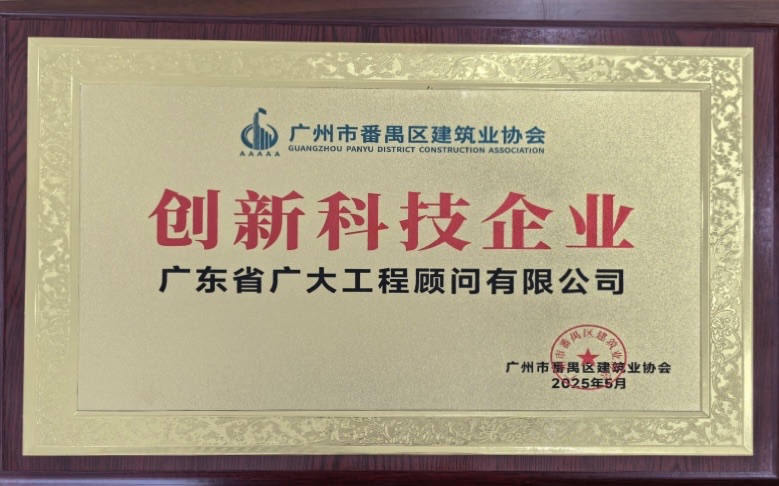 广州市番禺区建筑业协会
GUANGZHOU PANYU DISTRICT CONSTRUCTION ASSOCIATION
AAAAA
创新科技企业
广东省广大工程顾问有限公司
广州市番禺区建筑业协会
2025年5月